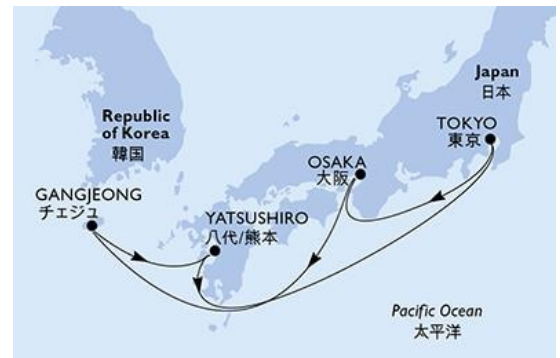 Japan
日本
Republic
of Korea
韓国
TOKYO
東京
OSAKA
大阪
GANGJEONG
チェジュ
YATSUSHIRO
八代/熊本
Pacific Ocean
太平洋